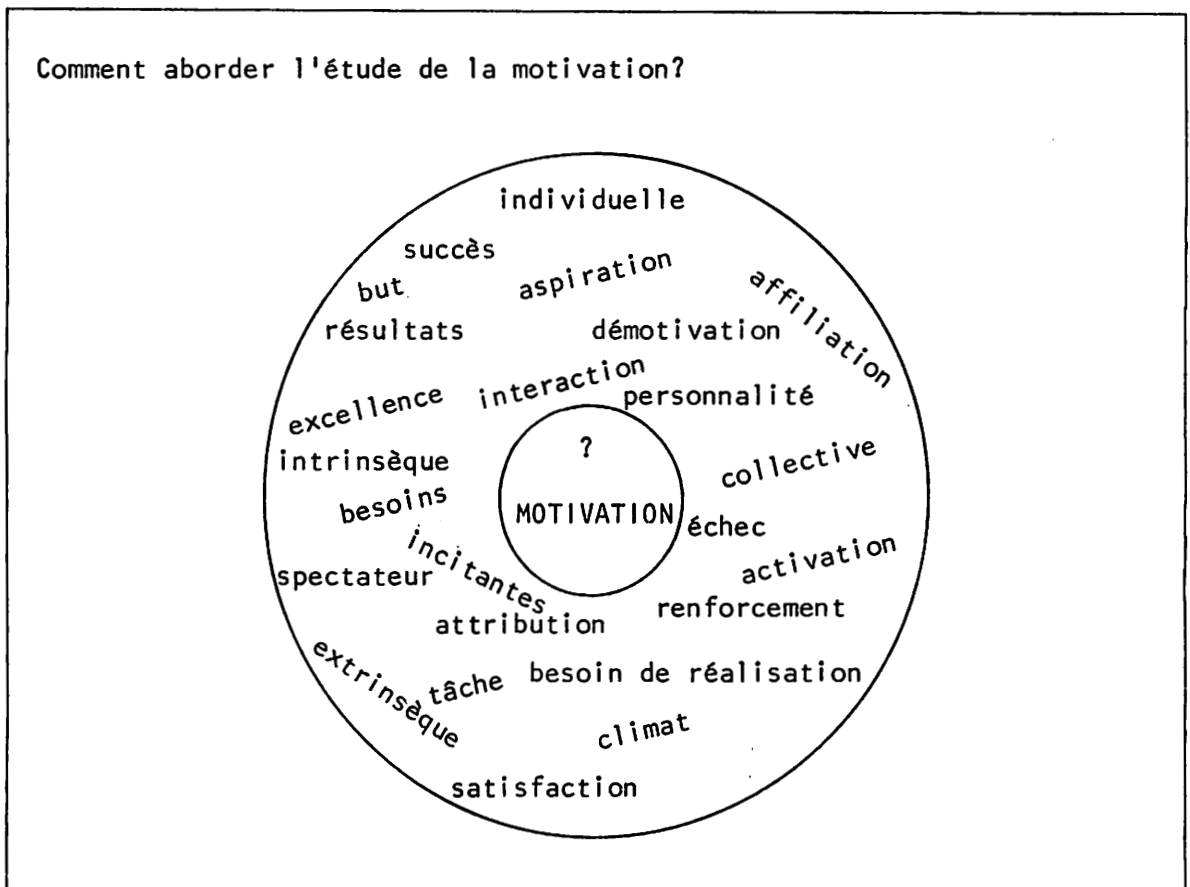 Comment aborder l'étude de la motivation?
individuelle
succès
aspiration
affiliation
but
résultats
démotivation
interaction
personnalité
excellence
intrinsèque
collective
besoins
?
MOTIVATION
échec
incitantes
activation
spectateur
renforcement
attribution
extrinsèque
tâche
besoin de réalisation
climat
satisfaction